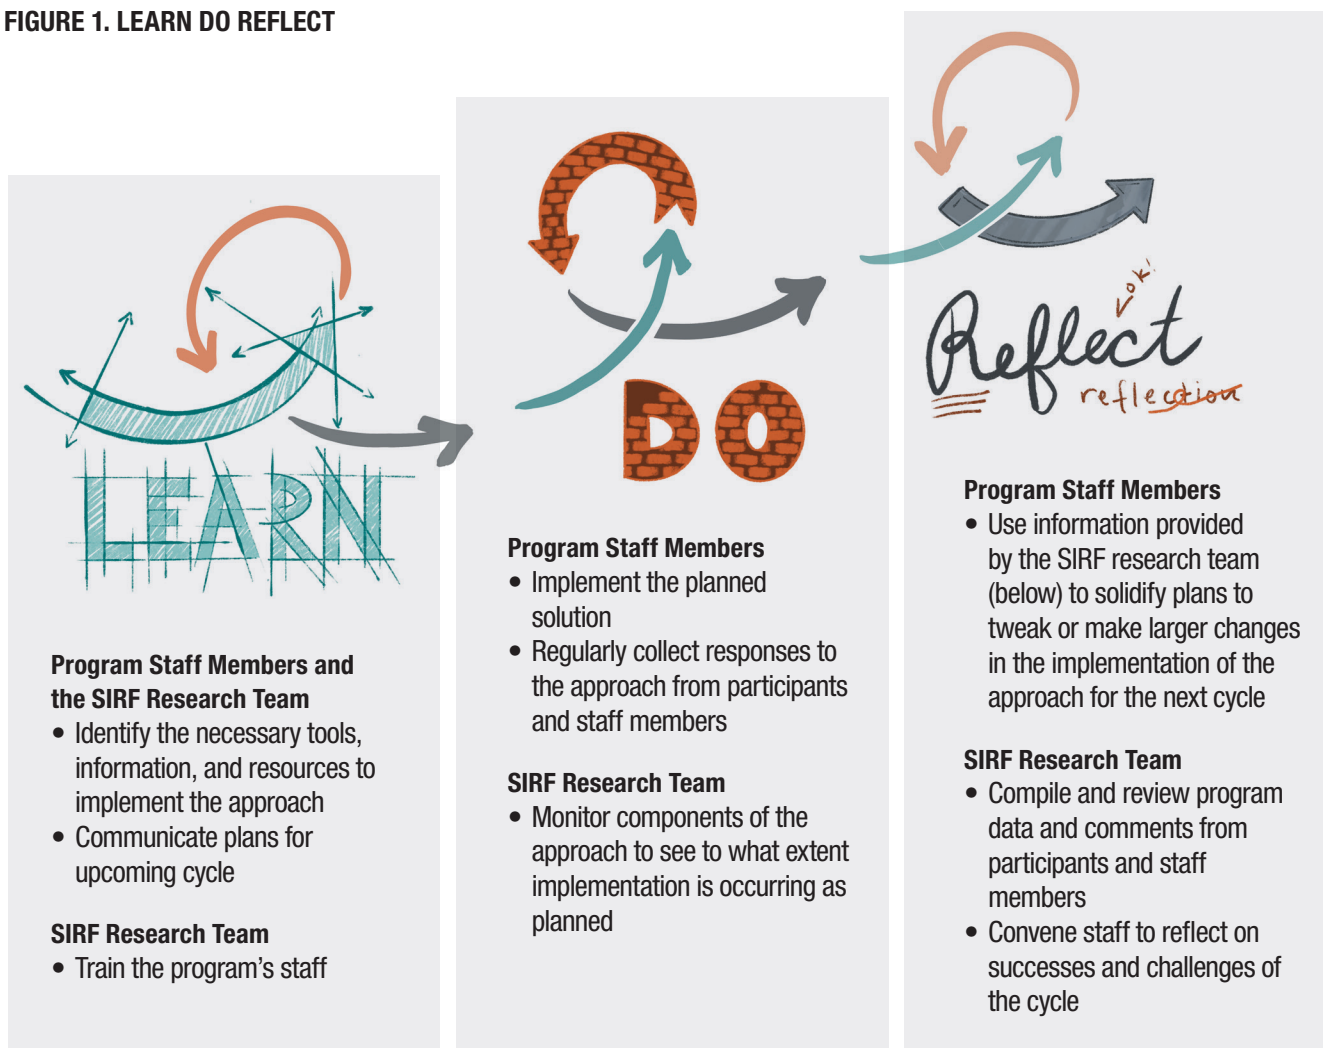 FIGURE 1. LEARN DO REFLECT
LEARN
Program Staff Members and
the SIRF Research Team
• Identify the necessary tools,
information, and resources to
implement the approach
• Communicate plans for
upcoming cycle
SIRF Research Team
• Train the program’s staff
DO
Program Staff Members
• Implement the planned
solution
• Regularly collect responses to
the approach from participants
and staff members
SIRF Research Team
• Monitor components of the
approach to see to what extent
implementation is occurring as
planned
ok!
Reflect
reflection
Program Staff Members
• Use information provided
by the SIRF research team
(below) to solidify plans to
tweak or make larger changes
in the implementation of the
approach for the next cycle
SIRF Research Team
• Compile and review program
data and comments from
participants and staff
members
• Convene staff to reflect on
successes and challenges of
the cycle